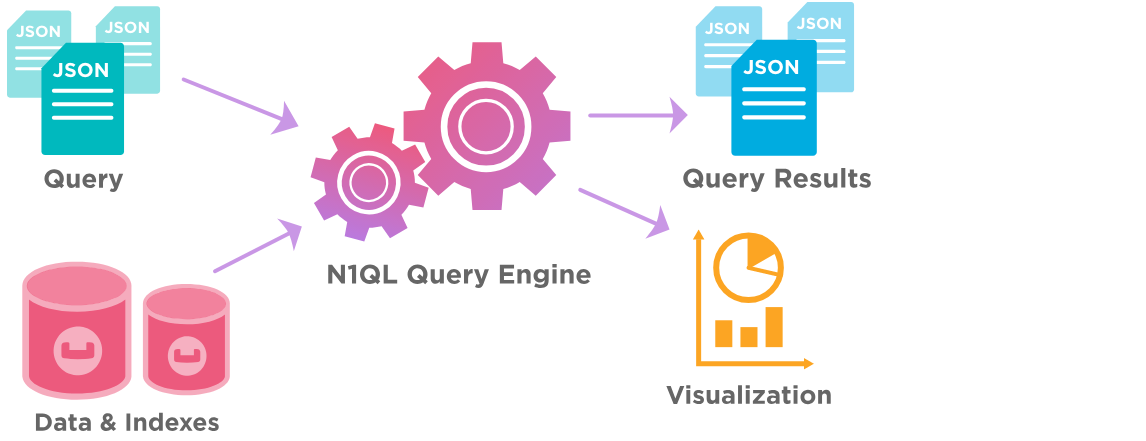 JSON
JSON
JSON
Query
Data & Indexes
N1QL Query Engine
JSON
JSON
JSON
Query Results
Visualization